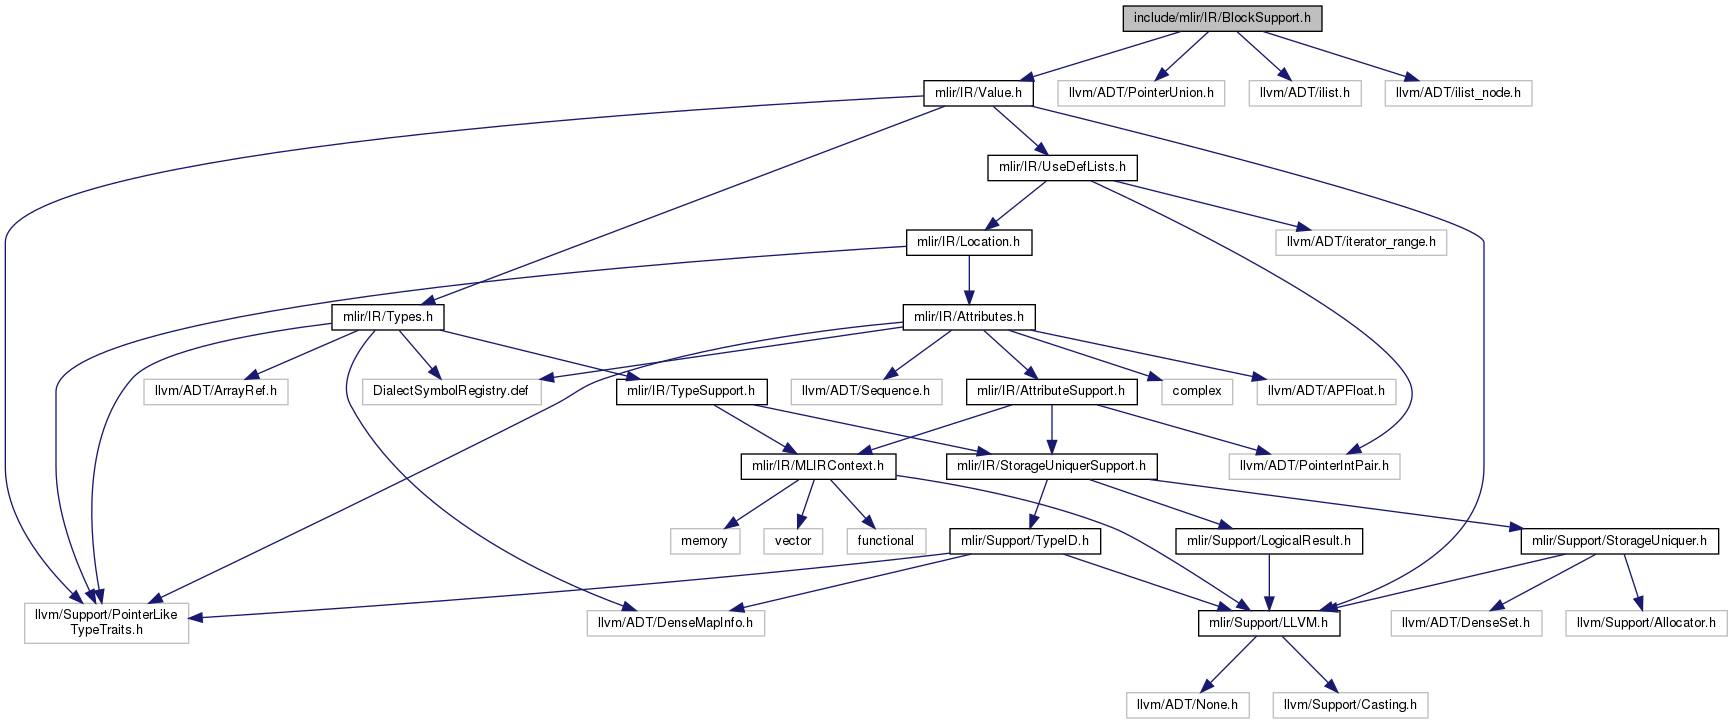 include/mlir/IR/BlockSupport.h
mlir/IR/Value.h
llvm/ADT/PointerUnion.h
llvm/ADT/ilist.h
llvm/ADT/ilist_node.h
mlir/IR/UseDefLists.h
mlir/IR/Location.h
llvm/ADT/iterator_range.h
mlir/IR/Types.h
mlir/IR/Attributes.h
llvm/ADT/ArrayRef.h
DialectSymbolRegistry.def
mlir/IR/TypeSupport.h
llvm/ADT/Sequence.h
mlir/IR/AttributeSupport.h
complex
llvm/ADT/APFloat.h
mlir/IR/MLIRContext.h
mlir/IR/StorageUniquerSupport.h
llvm/ADT/PointerIntPair.h
memory
vector
functional
mlir/Support/TypeID.h
mlir/Support/LogicalResult.h
mlir/Support/StorageUniquer.h
llvm/Support/PointerLike
TypeTraits.h
llvm/ADT/DenseMapInfo.h
mlir/Support/LLVM.h
llvm/ADT/DenseSet.h
llvm/Support/Allocator.h
llvm/ADT/None.h
llvm/Support/Casting.h